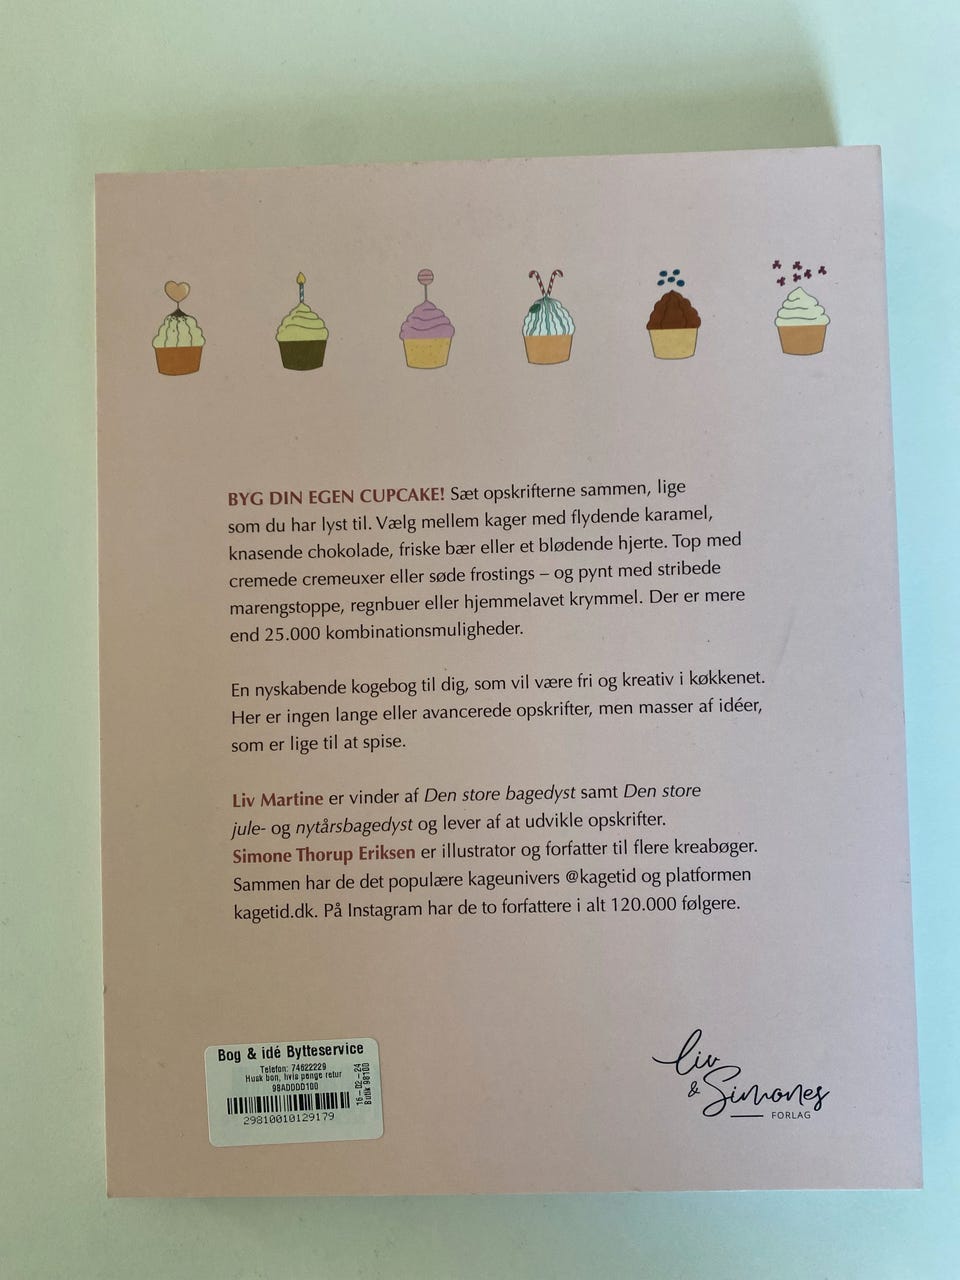 BYG DIN EGEN CUPCAKE! Sæt opskrifterne sammen, lige
som du har lyst til. Vælg mellem kager med flydende karamel,
knasende chokolade, friske bær eller et blødende hjerte. Top med
cremede cremeuxer eller søde frostings – og pynt med stribede
marengstoppe, regnbuer eller hjemmelavet krymmel. Der er mere
end 25.000 kombinationsmuligheder.
En nyskabende kogebog til dig, som vil være fri og kreativ i køkkenet.
Her er ingen lange eller avancerede opskrifter, men masser af idéer,
som er lige til at spise.
Liv Martine er vinder af Den store bagedyst samt Den store
jule- og nytårsbagedyst og lever af at udvikle opskrifter.
Simone Thorup Eriksen er illustrator og forfatter til flere kreabøger.
Sammen har de det populære kageunivers @kagetid og platformen
kagetid.dk. På Instagram har de to forfattere i alt 120.000 følgere.
Bog & idé Bytteservice
Telefon: 74622229
Husk bon, hvis penge retur
98ADDDD100
29810010129179
16-02-24
Butik 98100
Liv
& Simones
FORLAG